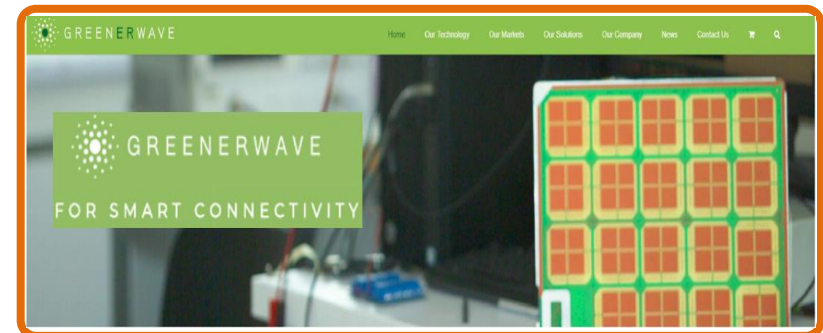 GREENERWAVE
Home Our Technology Our Markets Our Solutions Our Company News Contact Us
GREENERWAVE
FOR SMART CONNECTIVITY